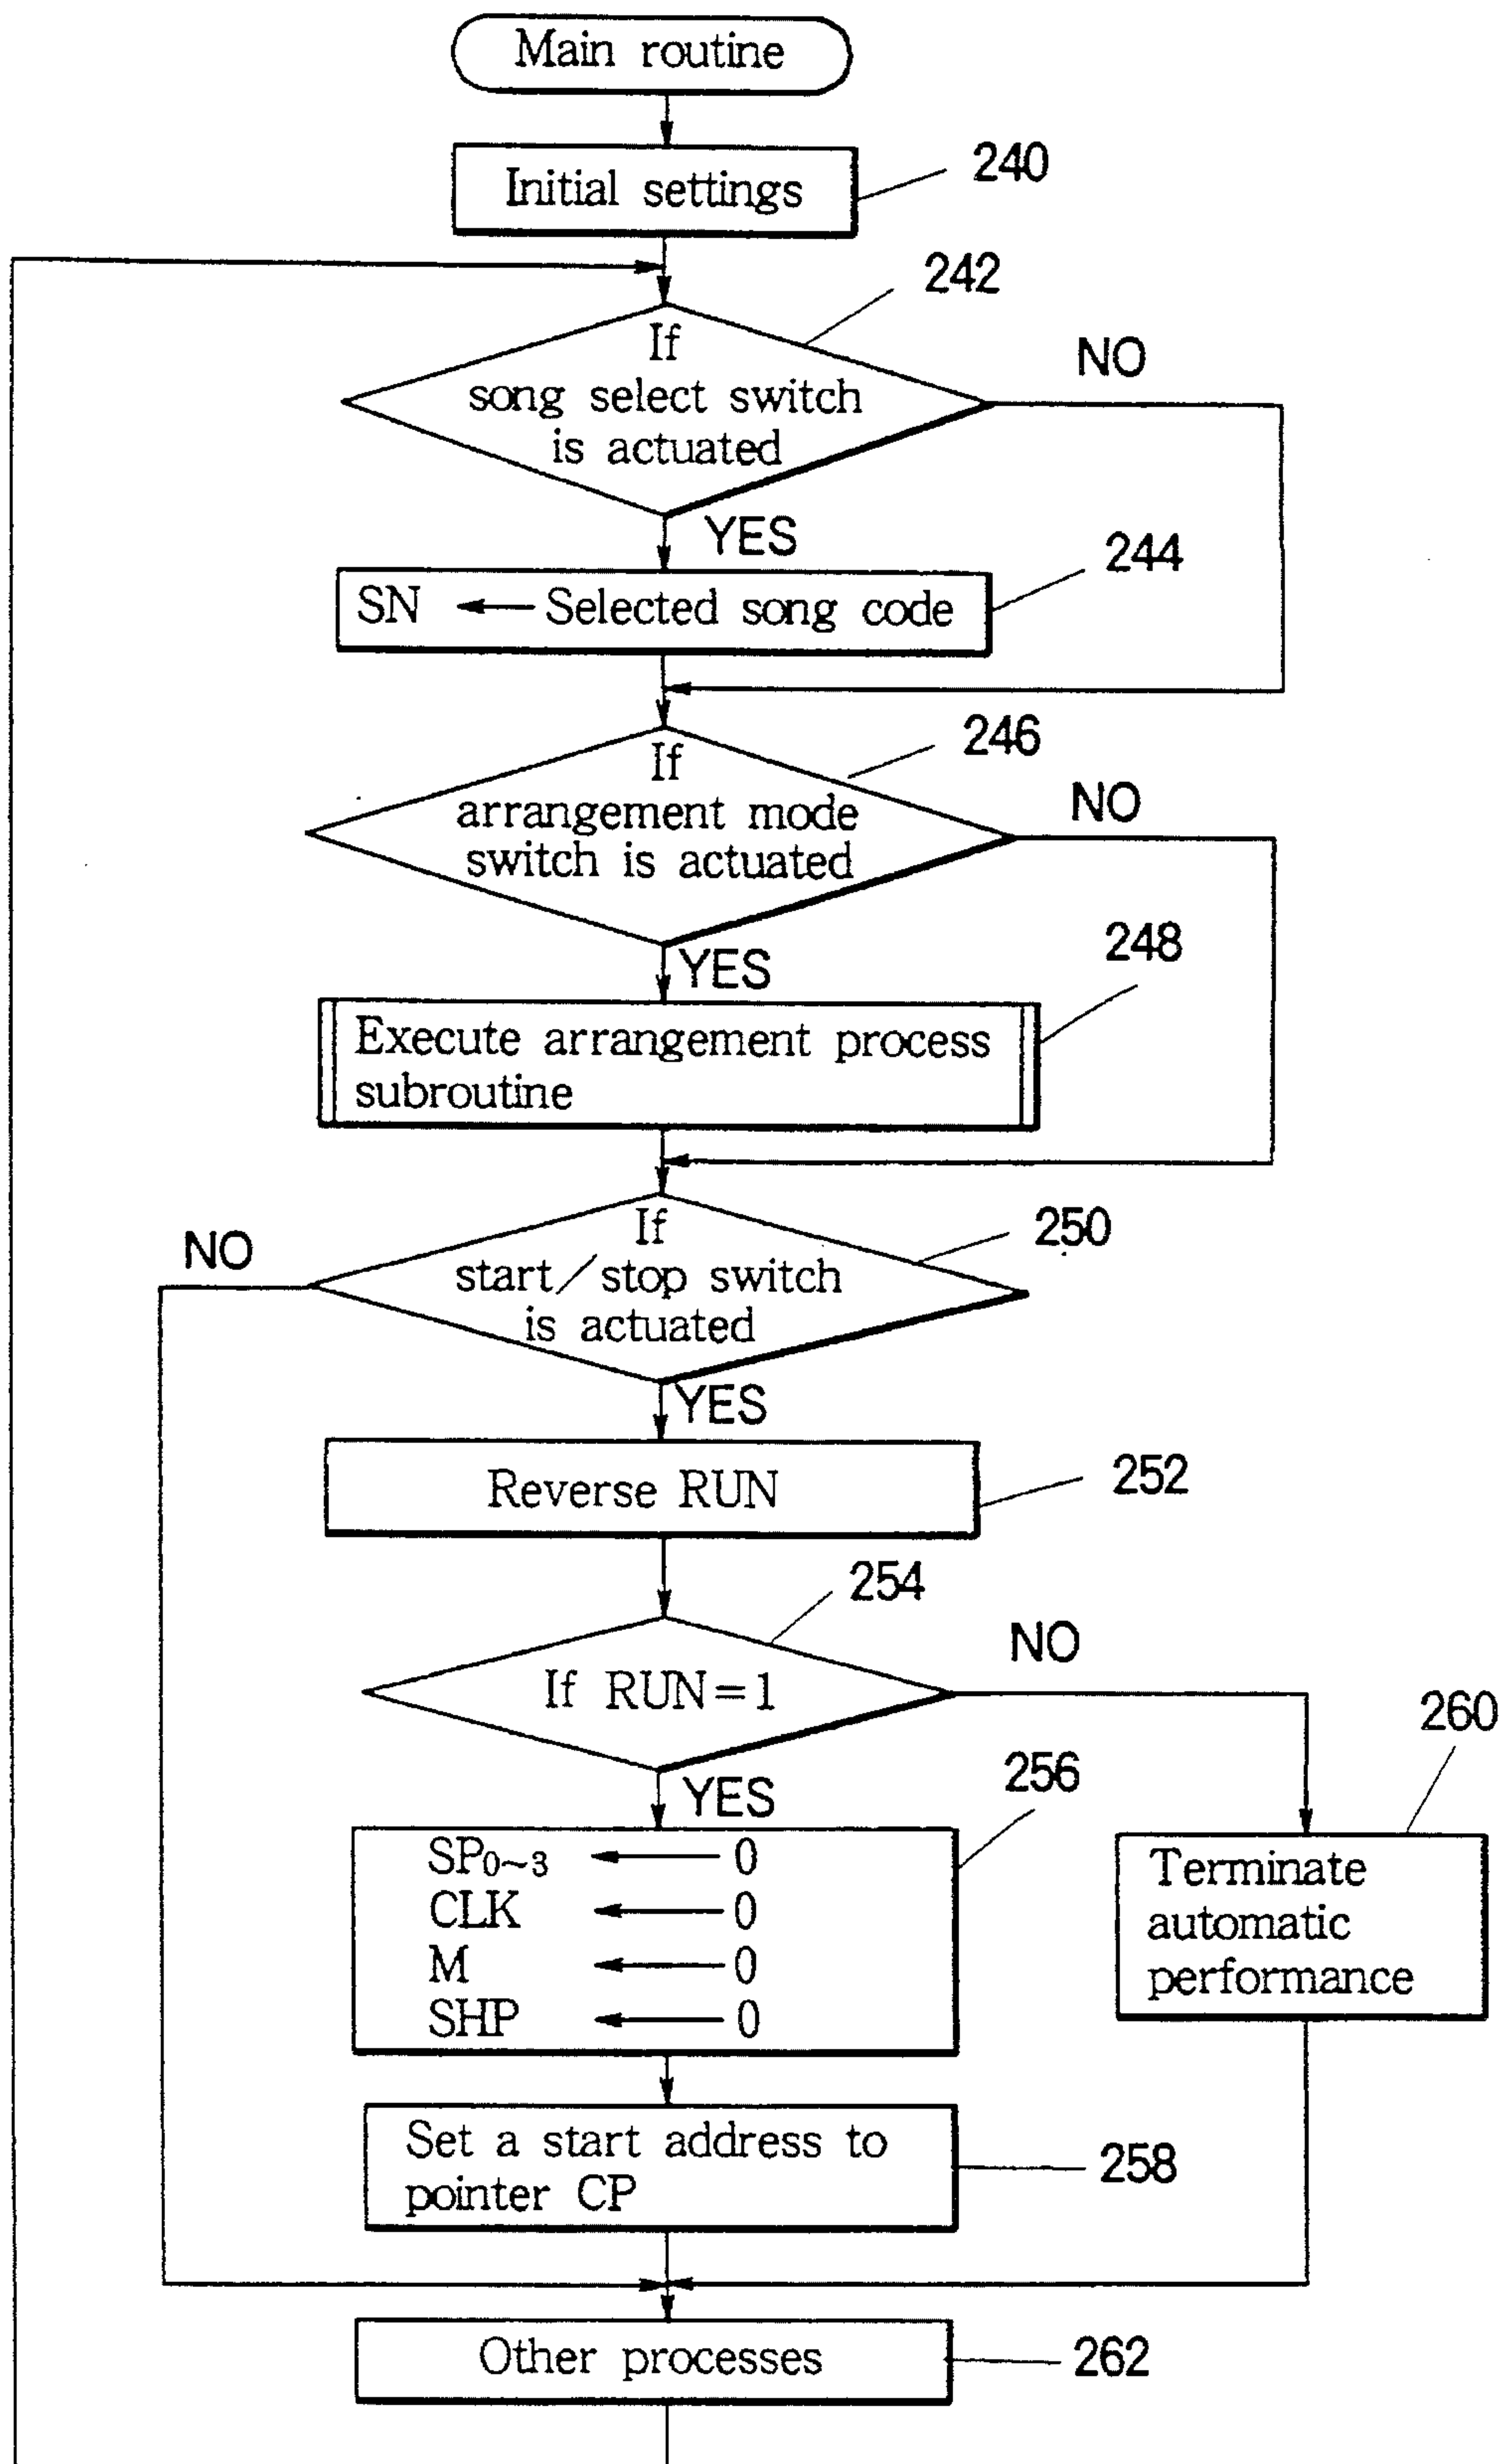 Main routine
Initial settings
240
242
If
song select switch
is actuated
NO
YES
244
SN ← Selected song code
246
If
arrangement mode
switch is actuated
NO
YES
248
Execute arrangement process
subroutine
250
If
start/stop switch
is actuated
NO
YES
Reverse RUN
252
254
If RUN=1
NO
YES
256
260
SP0~3 ← 0
CLK ← 0
M ← 0
SHP ← 0
Terminate
automatic
performance
Set a start address to
pointer CP
258
Other processes
262